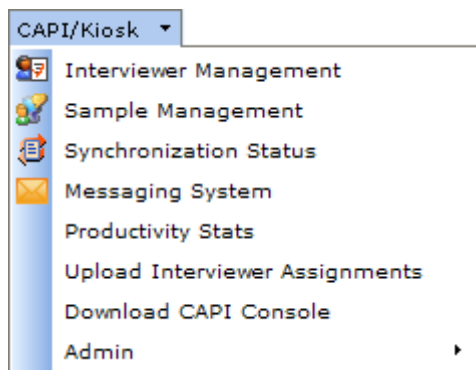 CAPI/Kiosk
Interviewer Management
Sample Management
Synchronization Status
Messaging System
Productivity Stats
Upload Interviewer Assignments
Download CAPI Console
Admin